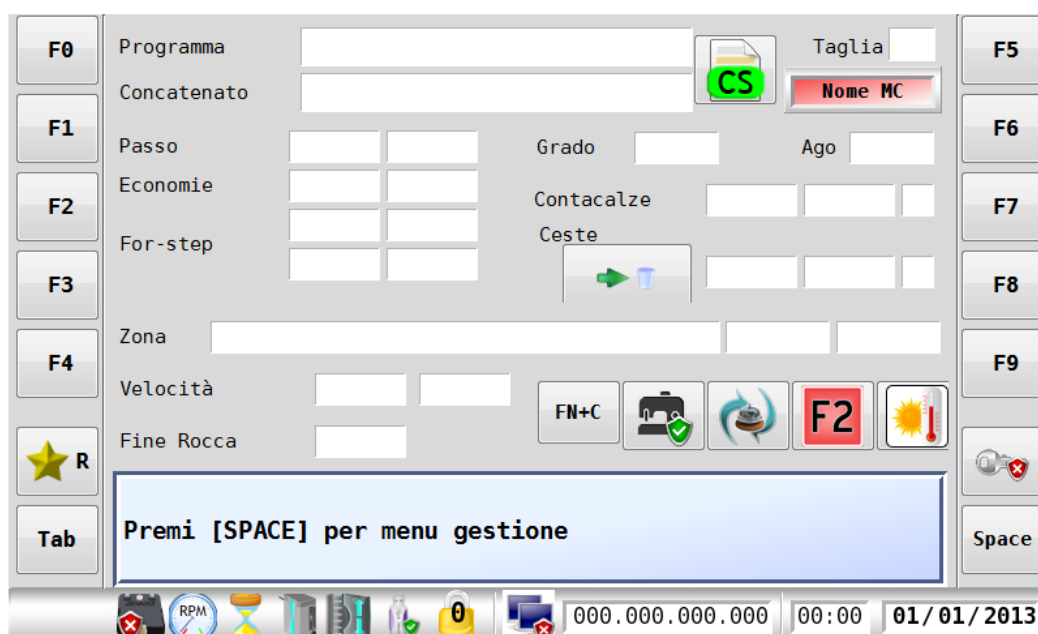 F0
Programma
CS
Taglia
F5
Concatenato
Nome MC
F1
F6
Passo
Grado
Ago
Economie
F2
Contacalze
F7
For-step
Ceste
F3
F8
Zona
F4
F9
Velocità
FN+C
F2
Fine Rocca
R
Premi [SPACE] per menu gestione
Tab
Space
RPM
0
000.000.000.000
00:00
01/01/2013